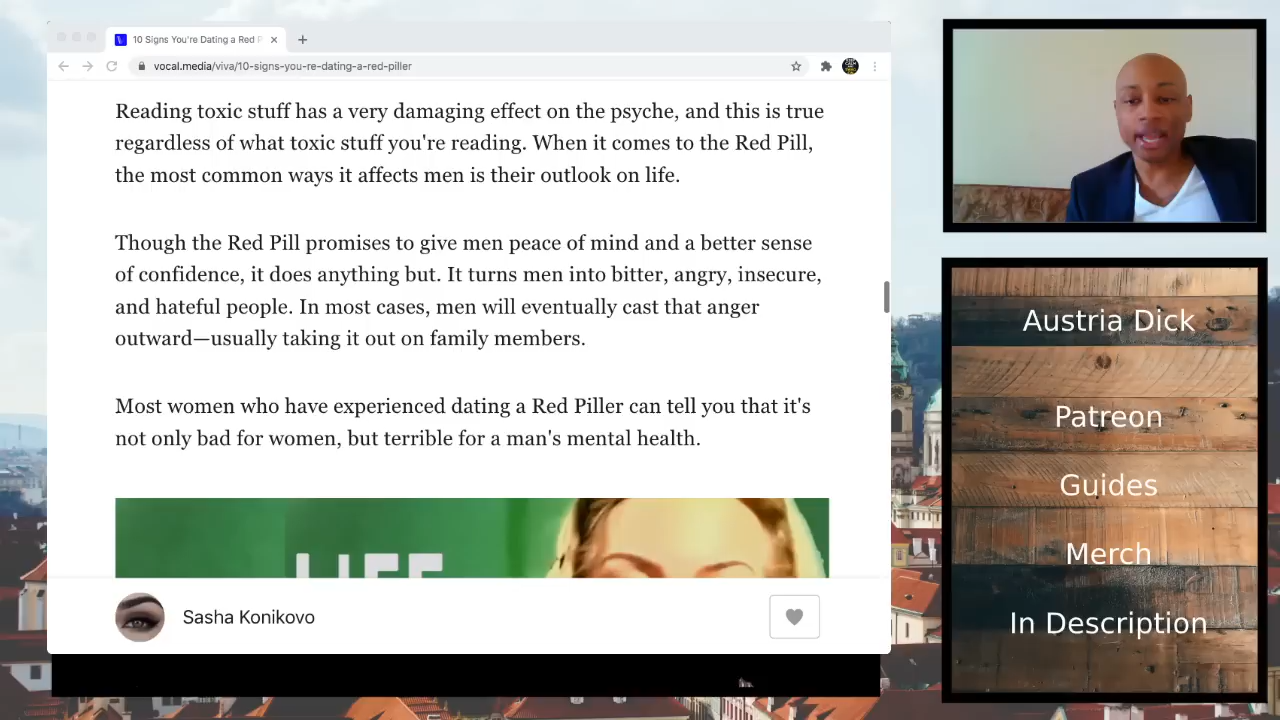 10 Signs You're Dating a Red P
vocal.media/viva/10-signs-you-re-dating-a-red-piller
Reading toxic stuff has a very damaging effect on the psyche, and this is true
regardless of what toxic stuff you're reading. When it comes to the Red Pill,
the most common ways it affects men is their outlook on life.
Though the Red Pill promises to give men peace of mind and a better sense
of confidence, it does anything but. It turns men into bitter, angry, insecure,
and hateful people. In most cases, men will eventually cast that anger
outward—usually taking it out on family members.
Most women who have experienced dating a Red Piller can tell you that it's
not only bad for women, but terrible for a man's mental health.
LIFE
Sasha Konikovo
Austria Dick
Patreon
Guides
Merch
In Description